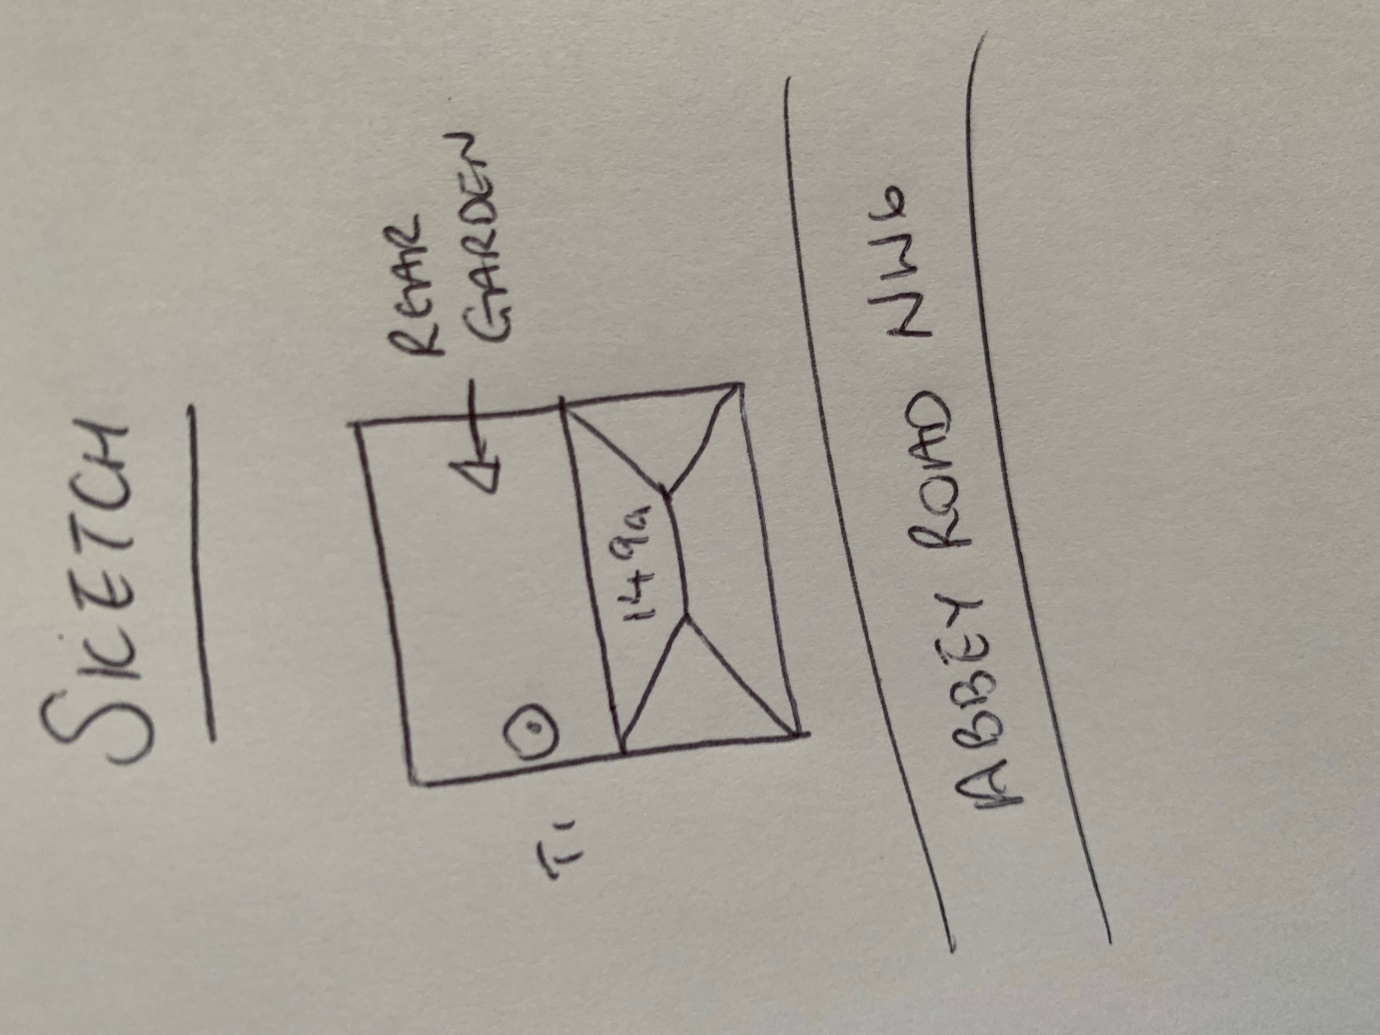 SKETCH
REAR
GARDEN
149a
T1
ABBEY ROAD NW6